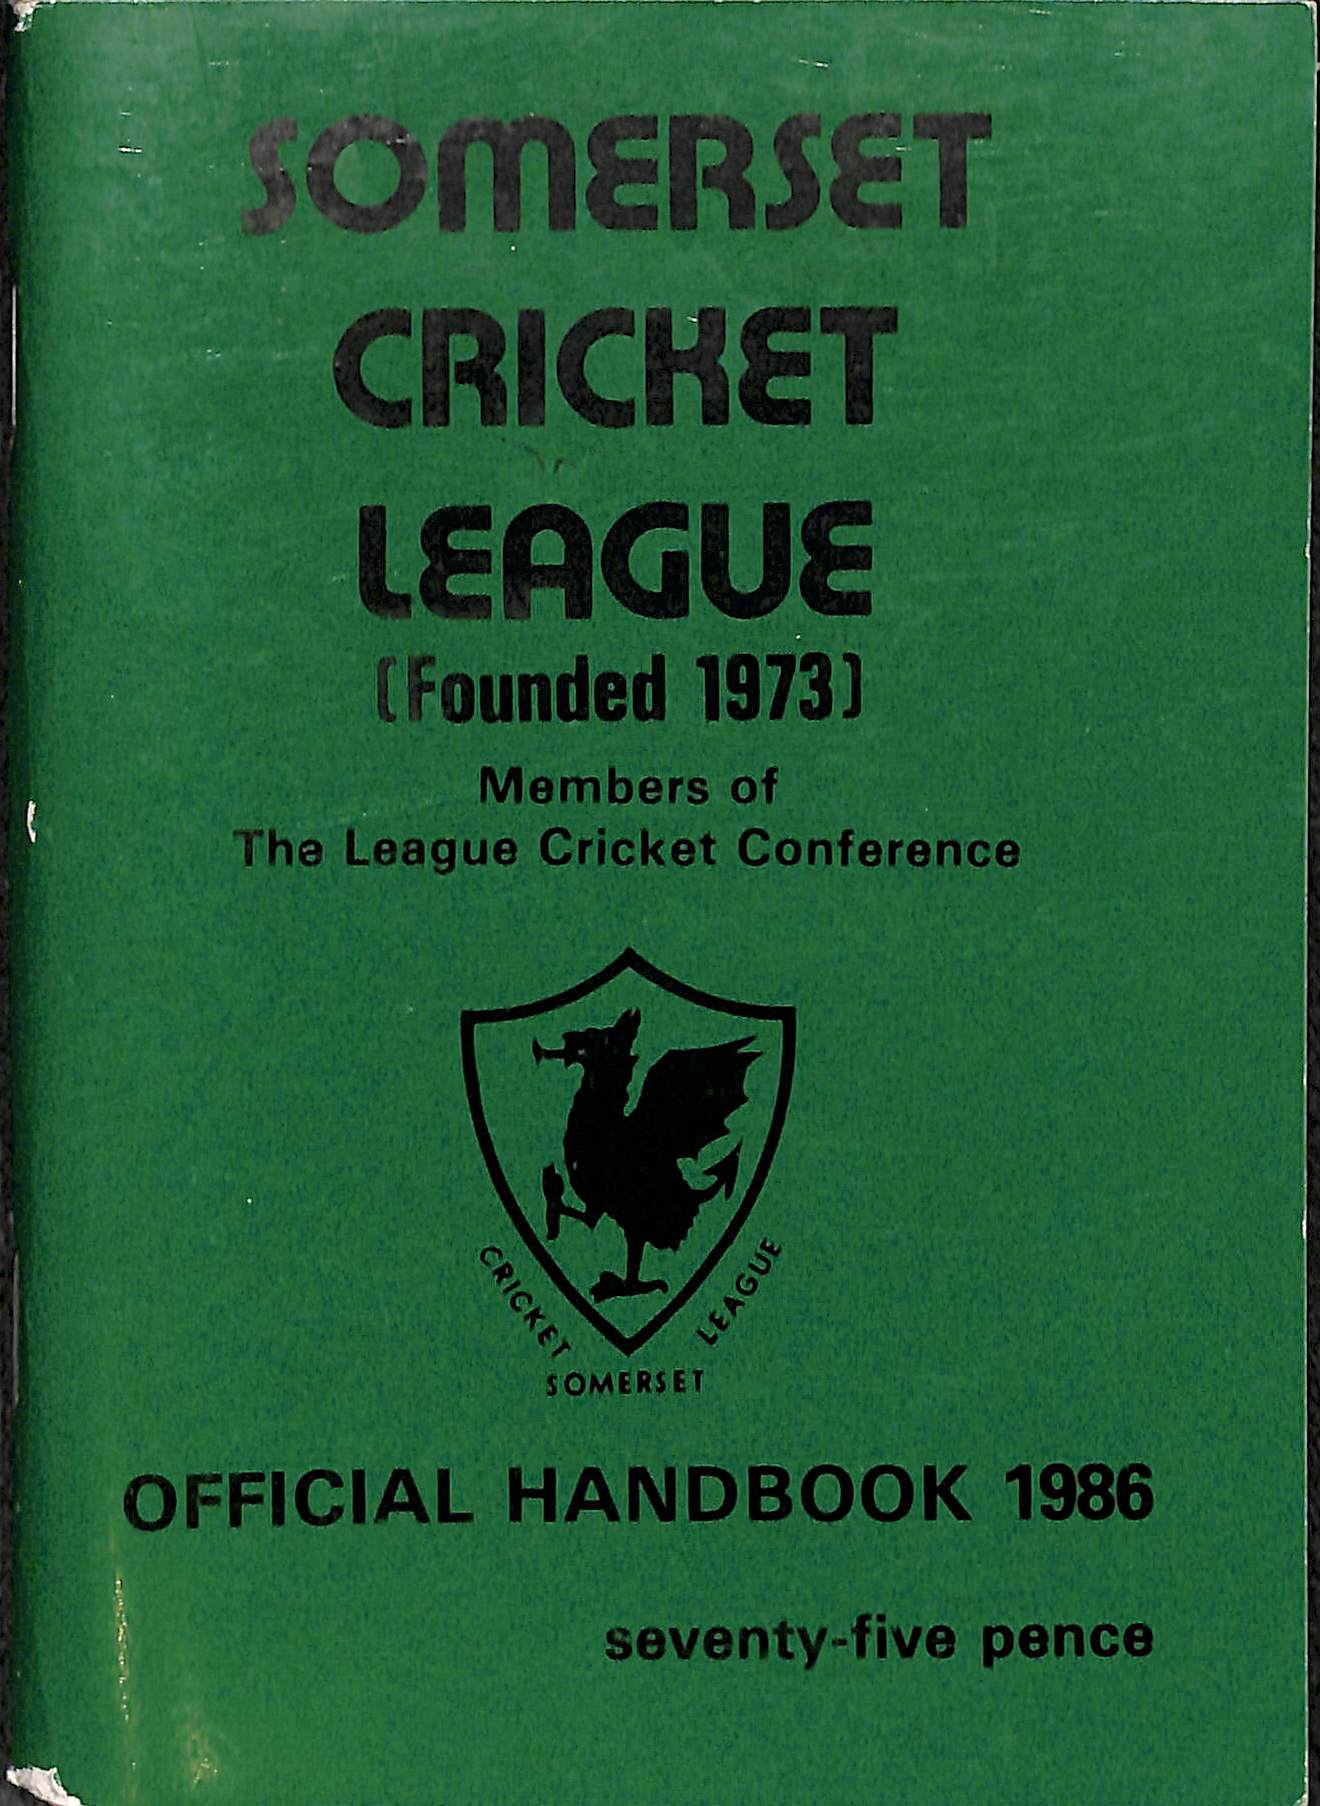 SOMERSET
CRICKET
LEAGUE
(Founded 1973)
Members of
The League Cricket Conference
CRICKET
SOMERSET
LEAGUE
OFFICIAL HANDBOOK 1986
seventy-five pence